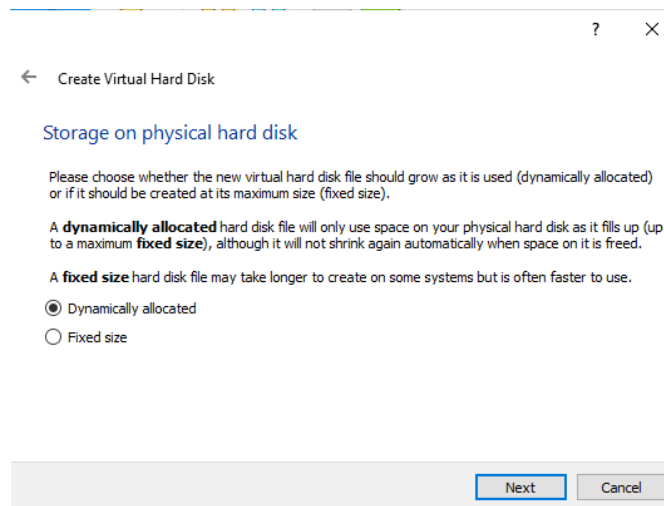 ?
Create Virtual Hard Disk
Storage on physical hard disk
Please choose whether the new virtual hard disk file should grow as it is used (dynamically allocated)
or if it should be created at its maximum size (fixed size).
A dynamically allocated hard disk file will only use space on your physical hard disk as it fills up (up
to a maximum fixed size), although it will not shrink again automatically when space on it is freed.
A fixed size hard disk file may take longer to create on some systems but is often faster to use.
Dynamically allocated
Fixed size
Next Cancel